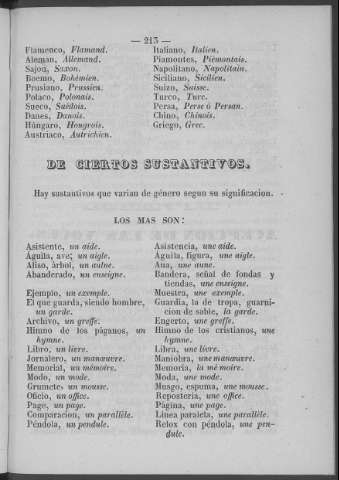 — 213 —
Flamenco, Flamand.
Aleman, Allemand.
Sajou, Saxon.
Boemo, Bohémien.
Prusiano, Prussien.
Polaco, Polonais.
Sueco, Suédois.
Danes, Danois.
Húngaro, Hongrois.
Austriaco, Autrichien.
Italiano, Italien.
Piamontes, Piémontais.
Napolitano, Napolitain.
Siciliano, Sicilien.
Suizo, Suisse.
Turco, Turc.
Persa, Perse ó Persan.
Chino, Chinois.
Griego, Grec.
DE CIERTOS SUSTANTIVOS.
Hay sustantivos que varian de género segun su significacion.
LOS MAS SON:
Asistente, un aide.
Águila, ave; un aigle.
Aliso, àrbol, un aulne.
Abanderado, un enseigne.
Ejemplo, un exemple.
El que guarda, siendo hombre,
un garde.
Archivo, un greffe.
Himno de los páganos, un
hymne.
Libro, un livre.
Jornalero, un manœuvre.
Memorial, un mémoire.
Modo, un mode.
Grumete, un mousse.
Oficio, un office.
Page, un page.
Comparacion, un parallèle.
Péndola, un pendule.
Asistencia, une aide.
Águila, figura, une aigle.
Ana, une aune.
Bandera, señal de fondas y
tiendas, une enseigne.
Muestra, une exemple.
Guardia, la de tropa, guarni-
cion de sable, la garde.
Engerto, une greffe.
Himno de los cristianos, une
hymne.
Libra, une livre.
Maniobra, une manœuvre.
Memoria, la mémoire.
Moda, une mode.
Musgo, espuma, une mousse.
Reposteria, une office.
Página, une page.
Linea paralela, une parallèle.
Relox con péndola, une pen-
dule.